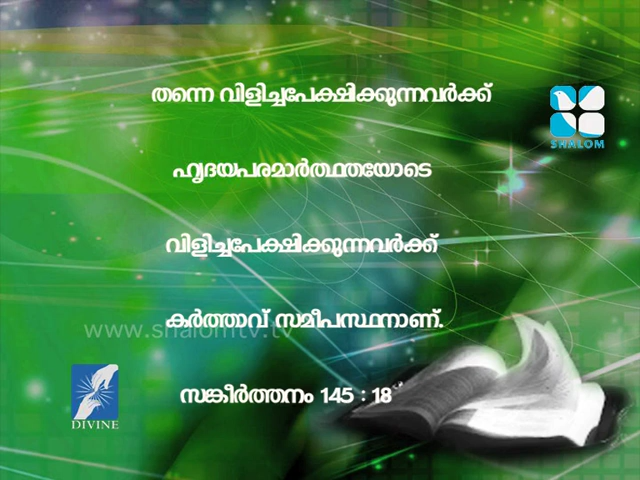 തന്നെ വിളിച്ചപേക്ഷിക്കുന്നവർക്ക്
SHALOM
ഹൃദയപരമാർത്ഥതയോടെ
വിളിച്ചപേക്ഷിക്കുന്നവർക്ക്
കർത്താവ് സമീപസ്ഥനാണ്.
www.shalomtv.tv
സങ്കീർത്തനം 145 : 18
DIVINE